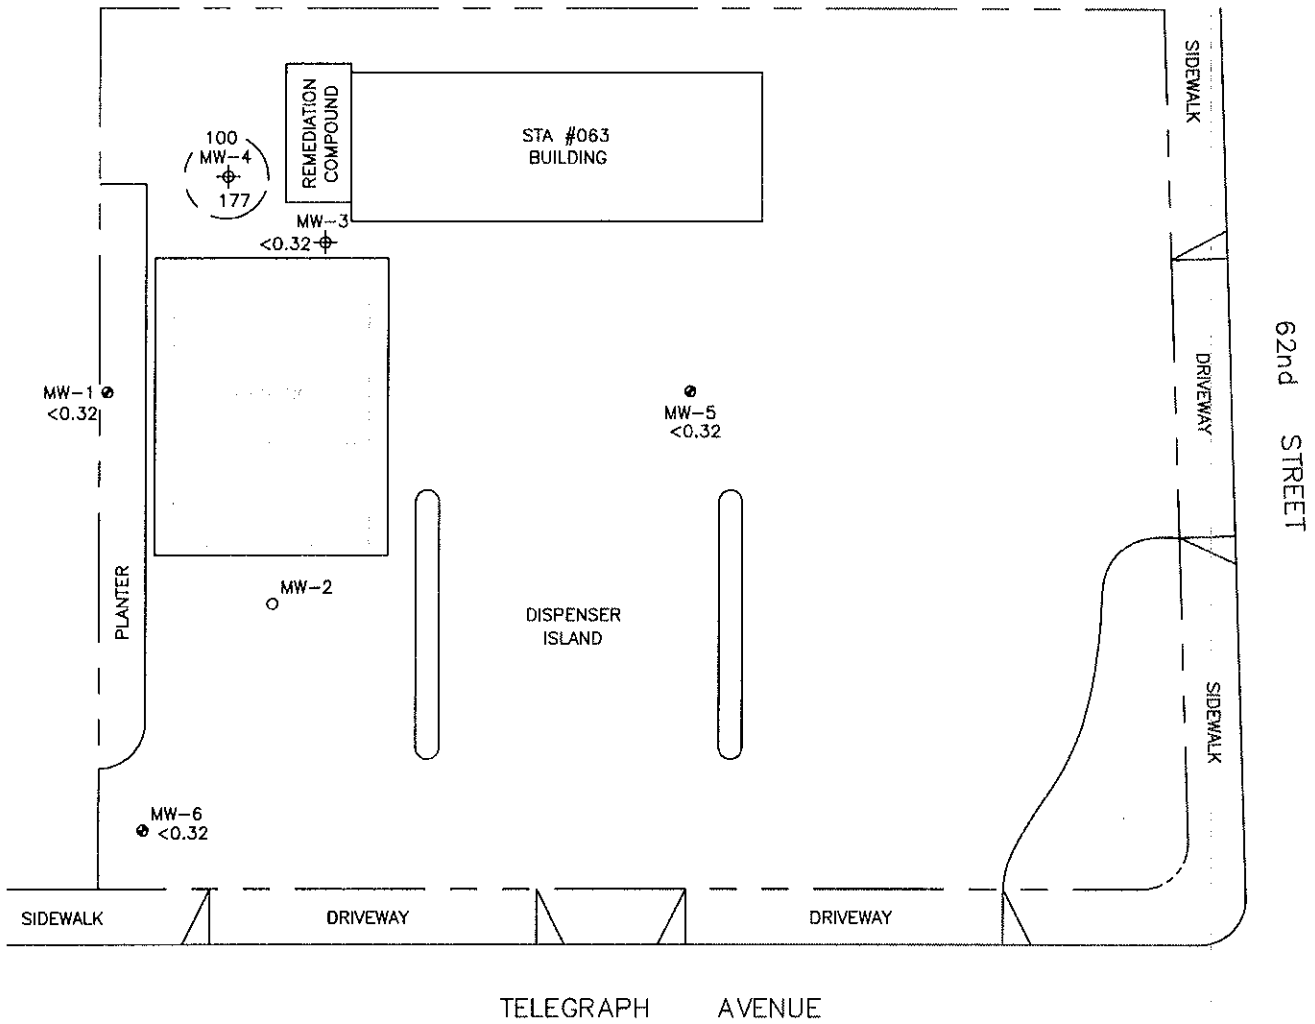 SIDEWALK
REMEDIATION
COMPOUND
STA #063
BUILDING
100
MW-4
177
MW-3
<0.32
62nd STREET
DRIVEWAY
MW-1
<0.32
MW-5
<0.32
PLANTER
MW-2
DISPENSER
ISLAND
SIDEWALK
MW-6
<0.32
SIDEWALK
DRIVEWAY
DRIVEWAY
TELEGRAPH AVENUE